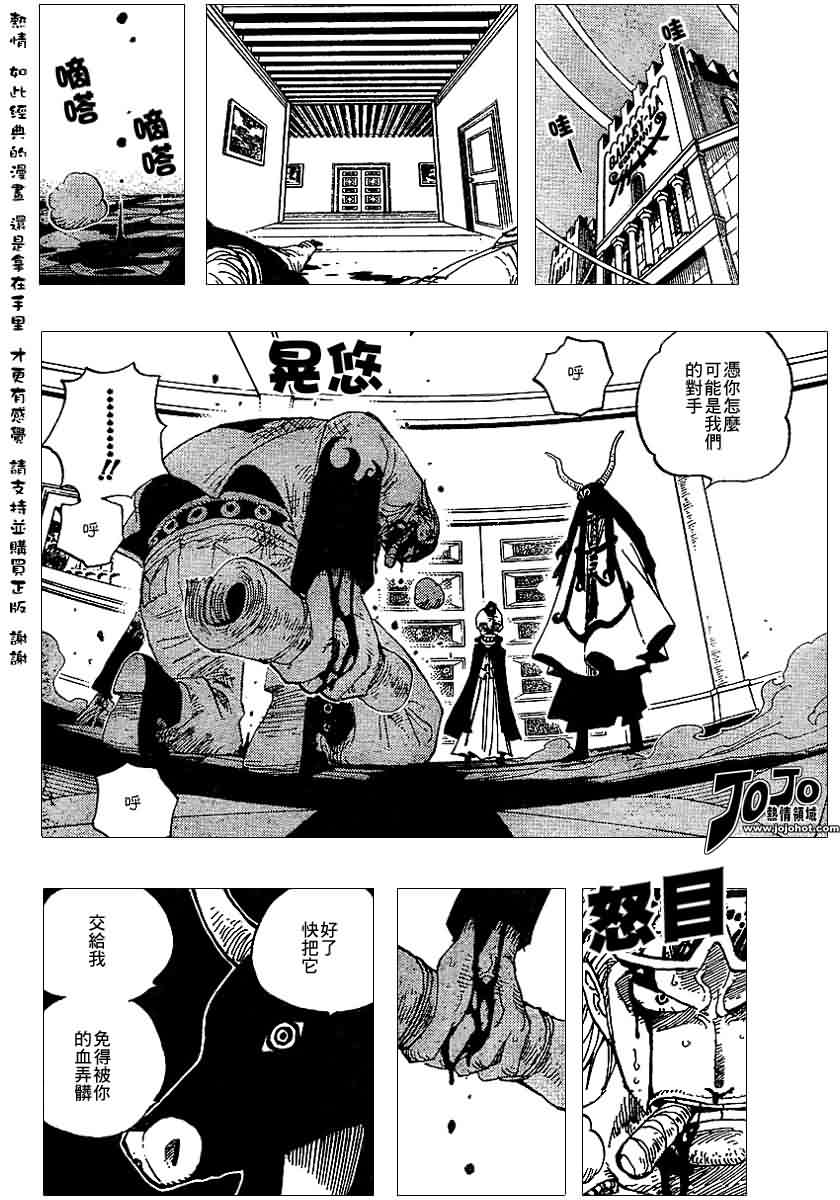 熱情 如此經典的漫畫 還是拿在手里 才更有感覺 請支持並購買正版 謝謝
哇
哇
GALLEY-LA
COMPANY
嘀嗒
嘀嗒
憑你怎麼
可能是我們
的對手
呼
晃悠
………!!
呼
呼
JOJO
熱情領域
www.jojohot.com
怒目
好了
快把它
交給我
免得被你
的血弄髒